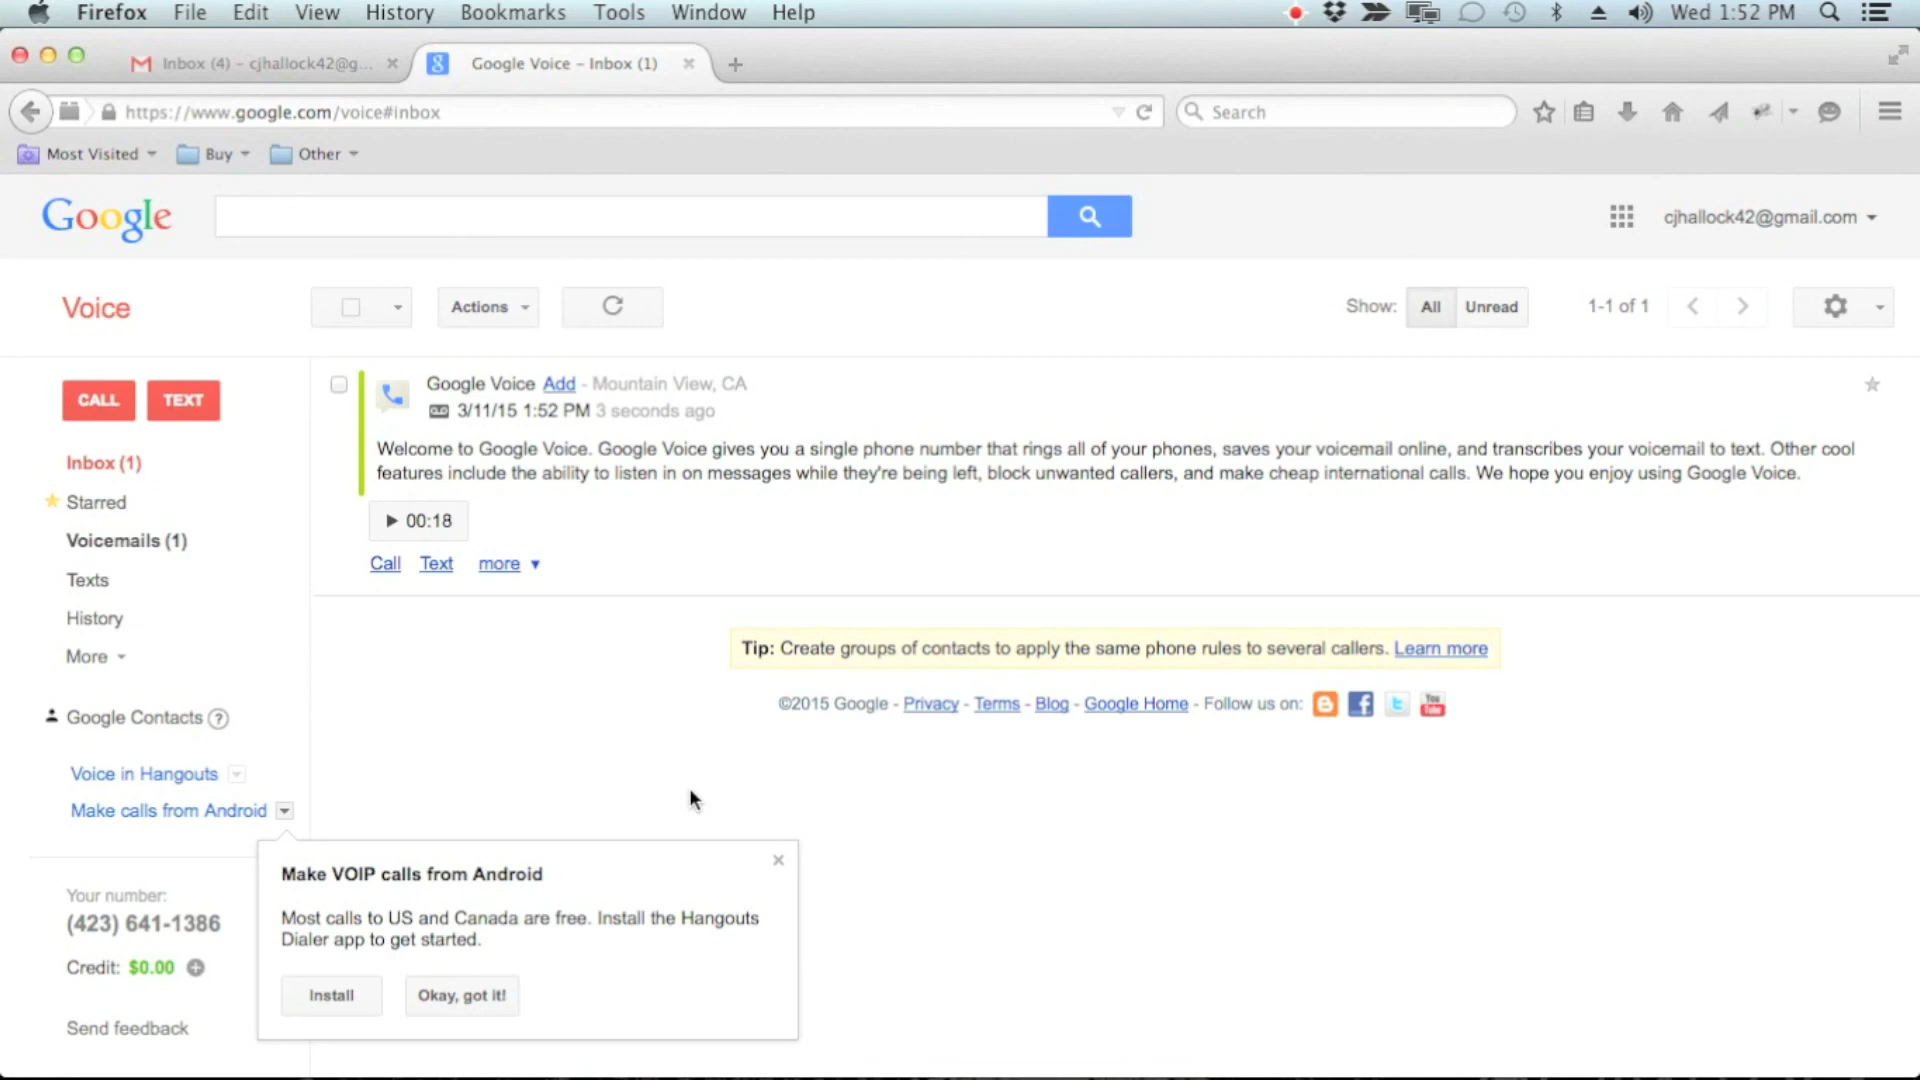 Firefox File Edit View History Bookmarks Tools Window Help Wed 1:52 PM
Inbox (4) – cjhallock42@g... Google Voice – Inbox (1)
https://www.google.com/voice#inbox Search
Most Visited Buy Other
Google cjhallock42@gmail.com
Voice Actions Show: All Unread 1-1 of 1
CALL TEXT
Inbox (1)
Starred
Voicemails (1)
Texts
History
More
Google Contacts ?
Voice in Hangouts
Make calls from Android
Your number:
(423) 641-1386
Credit: $0.00
Send feedback
Google Voice Add - Mountain View, CA
3/11/15 1:52 PM 3 seconds ago
Welcome to Google Voice. Google Voice gives you a single phone number that rings all of your phones, saves your voicemail online, and transcribes your voicemail to text. Other cool
features include the ability to listen in on messages while they're being left, block unwanted callers, and make cheap international calls. We hope you enjoy using Google Voice.
00:18
Call Text more
Tip: Create groups of contacts to apply the same phone rules to several callers. Learn more
©2015 Google - Privacy - Terms - Blog - Google Home - Follow us on: You Tube
Make VOIP calls from Android
Most calls to US and Canada are free. Install the Hangouts
Dialer app to get started.
Install Okay, got it!